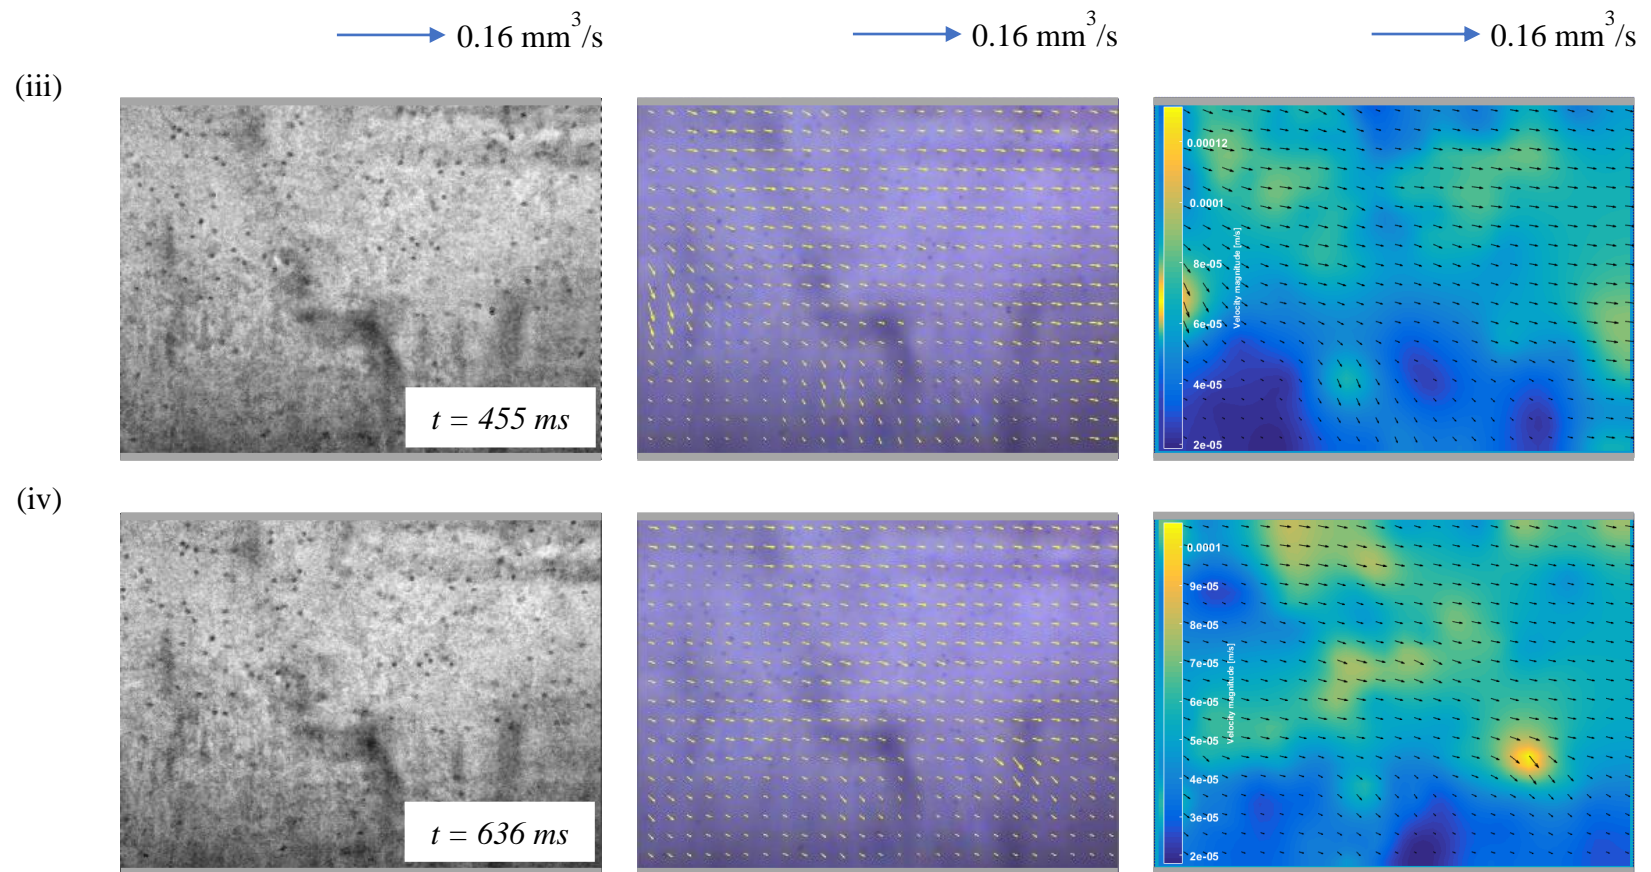 0.16 mm³/s 0.16 mm³/s 0.16 mm³/s
(iii)
0.00012
0.0001
8e-05
6e-05
4e-05
2e-05
Velocity magnitude [m/s]
t = 455 ms
(iv)
0.0001
9e-05
8e-05
7e-05
6e-05
5e-05
4e-05
3e-05
2e-05
Velocity magnitude [m/s]
t = 636 ms